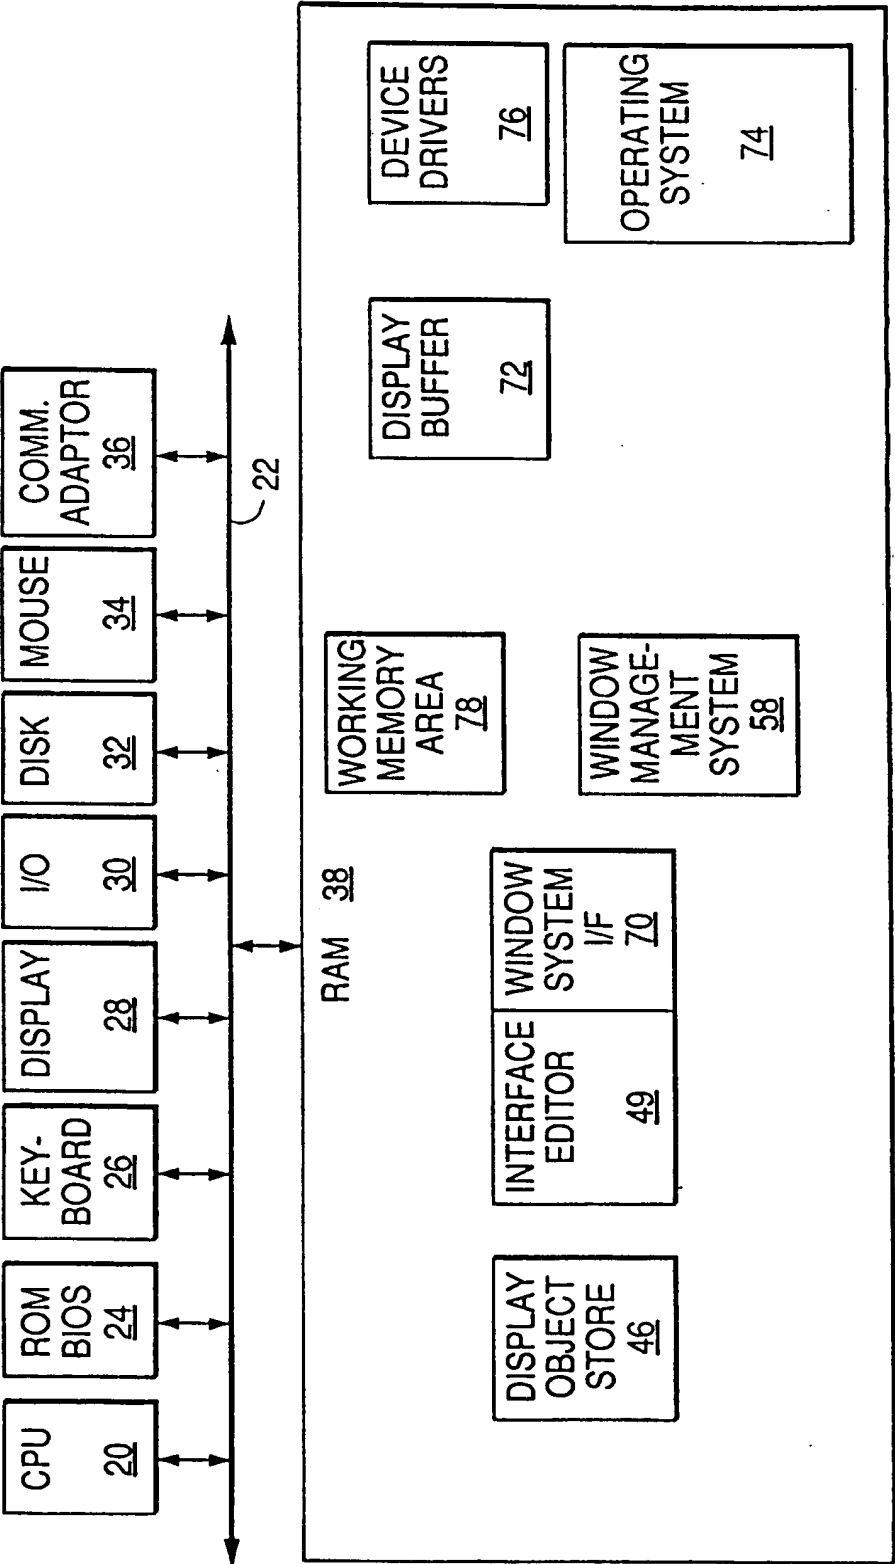 CPU
20
ROM
BIOS
24
KEY-
BOARD
26
DISPLAY
28
I/O
30
DISK
32
MOUSE
34
COMM.
ADAPTOR
36
22
RAM 38
DISPLAY
OBJECT
STORE
46
INTERFACE
EDITOR
49
WINDOW
SYSTEM
I/F
70
WORKING
MEMORY
AREA
78
WINDOW
MANAGE-
MENT
SYSTEM
58
DISPLAY
BUFFER
72
DEVICE
DRIVERS
76
OPERATING
SYSTEM
74